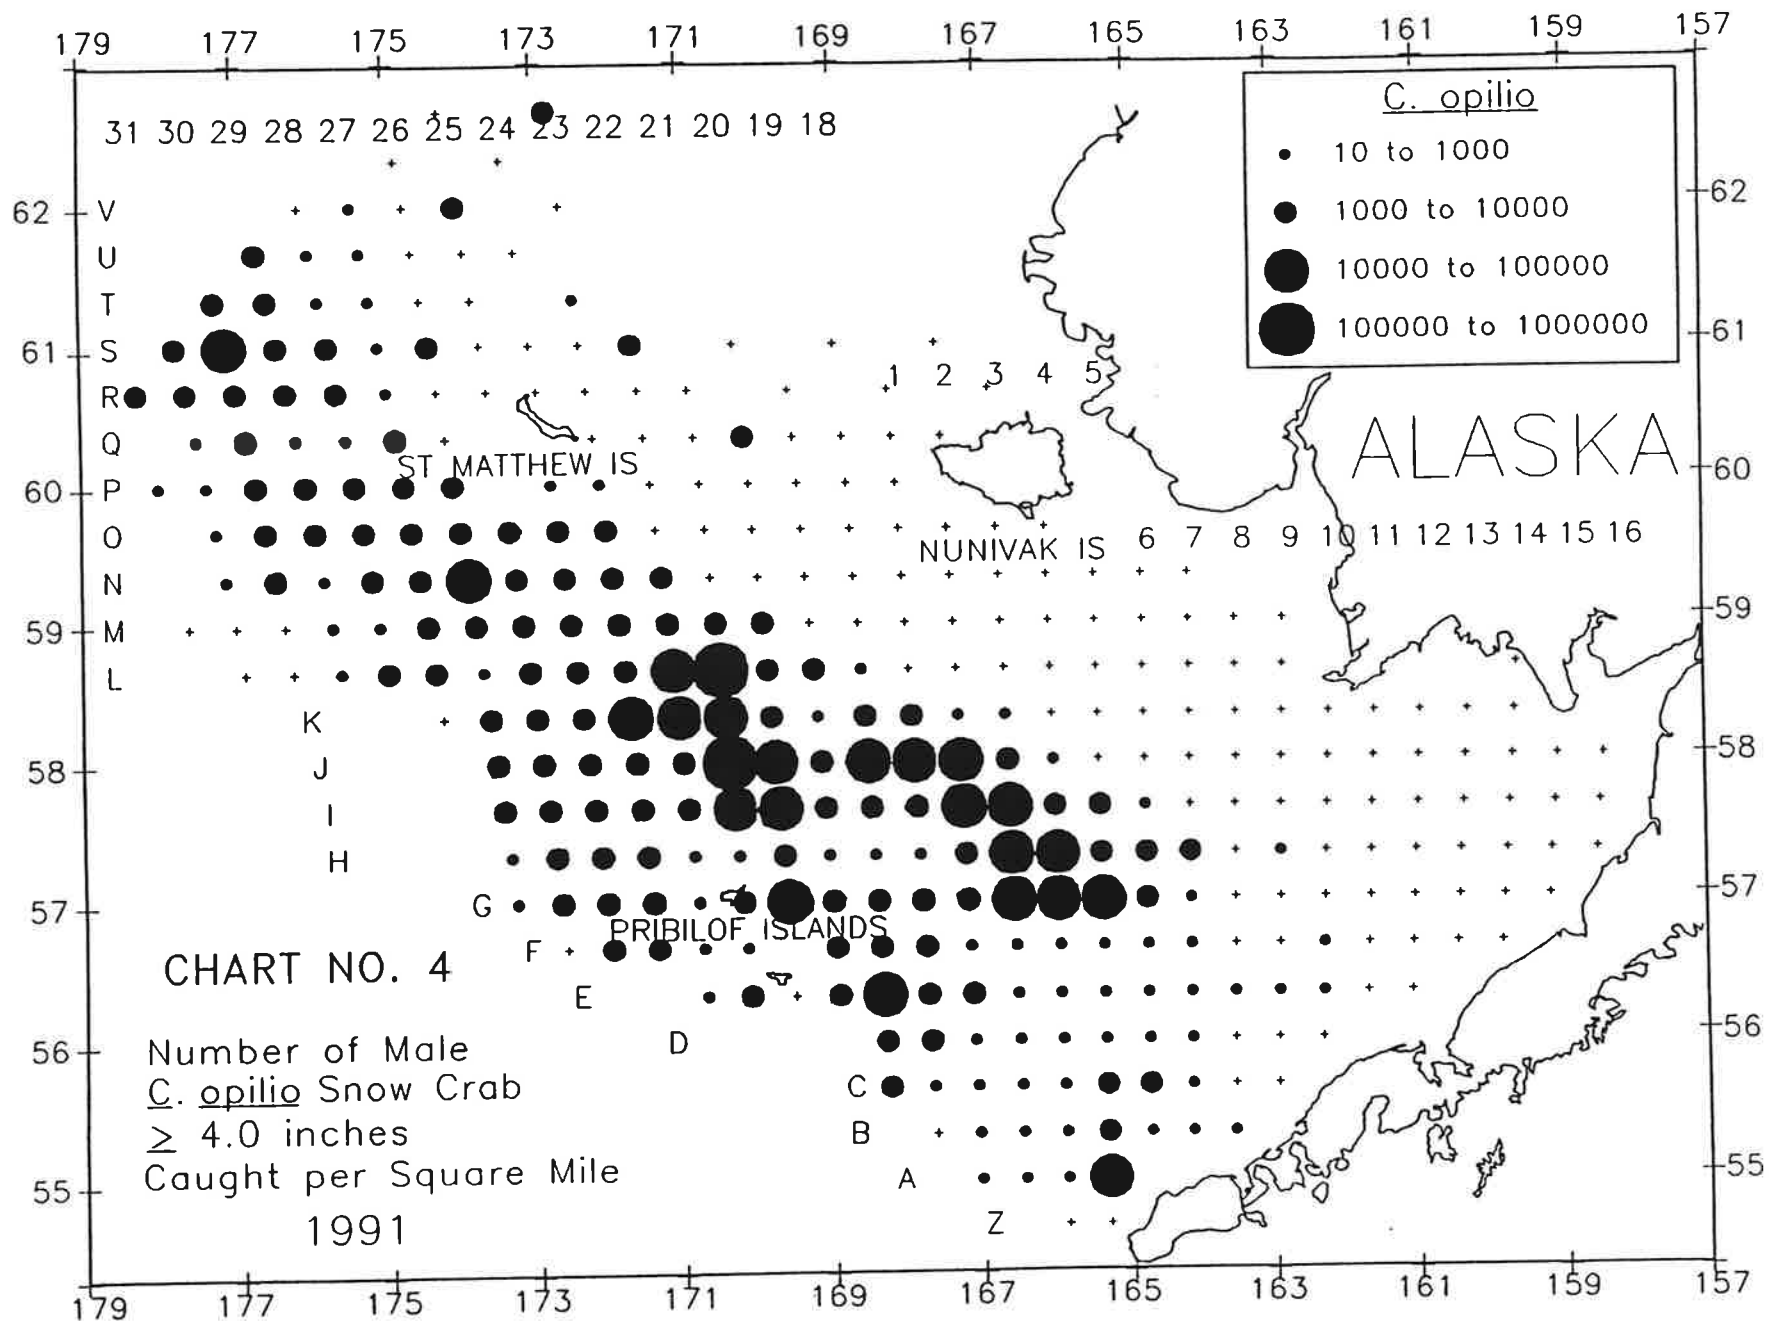 179 177 175 173 171 169 167 165 163 161 159 157
C. opilio
10 to 1000
1000 to 10000
10000 to 100000
100000 to 1000000
31 30 29 28 27 26 25 24 23 22 21 20 19 18
62 V 62
U
T
61 S 61
1 2 3 4 5
R
ALASKA
Q
ST MATTHEW IS
60 P 60
O
NUNIVAK IS 6 7 8 9 10 11 12 13 14 15 16
N
59 M 59
L
K
58 J 58
I
H
57 G 57
PRIBILOF ISLANDS
F
CHART NO. 4
E
56 D 56
Number of Male
C. opilio Snow Crab
C
≥ 4.0 inches
B
Caught per Square Mile
A
55 55
1991
Z
179 177 175 173 171 169 167 165 163 161 159 157